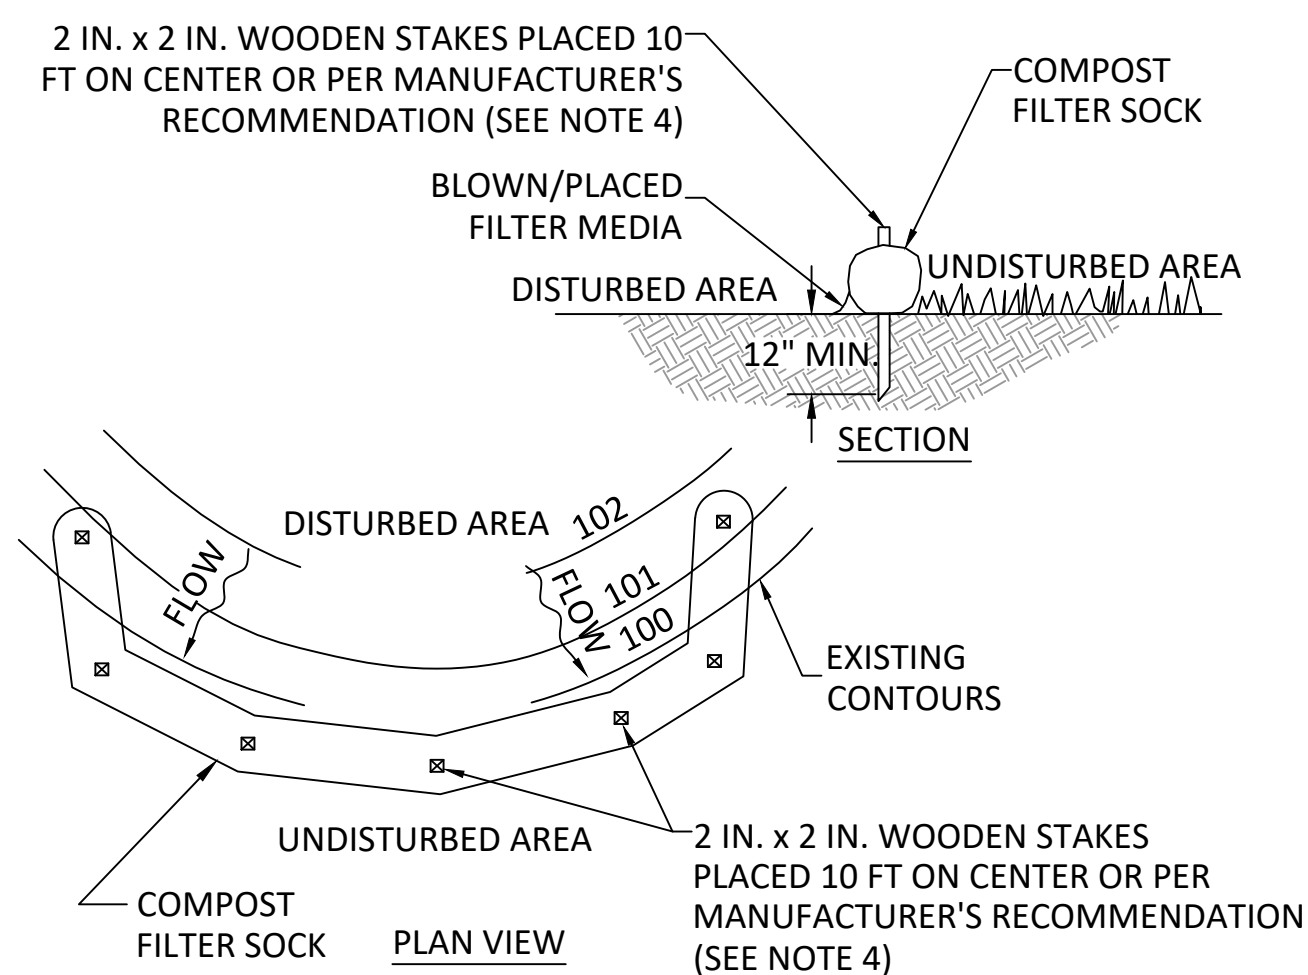 2 IN. x 2 IN. WOODEN STAKES PLACED 10
FT ON CENTER OR PER MANUFACTURER'S
RECOMMENDATION (SEE NOTE 4)
COMPOST
FILTER SOCK
BLOWN/PLACED
FILTER MEDIA
DISTURBED AREA
UNDISTURBED AREA
12" MIN.
SECTION
DISTURBED AREA
102
101
100
FLOW
FLOW
EXISTING
CONTOURS
UNDISTURBED AREA
2 IN. x 2 IN. WOODEN STAKES
PLACED 10 FT ON CENTER OR PER
MANUFACTURER'S RECOMMENDATION
(SEE NOTE 4)
COMPOST
FILTER SOCK
PLAN VIEW